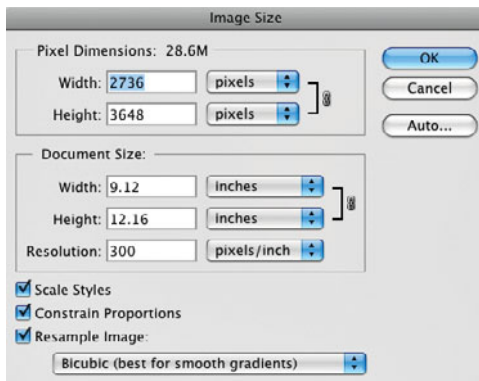 Image Size
Pixel Dimensions: 28.6M
OK
Width: 2736 pixels
Cancel
Height: 3648 pixels
Auto...
Document Size:
Width: 9.12 inches
Height: 12.16 inches
Resolution: 300 pixels/inch
Scale Styles
Constrain Proportions
Resample Image:
Bicubic (best for smooth gradients)